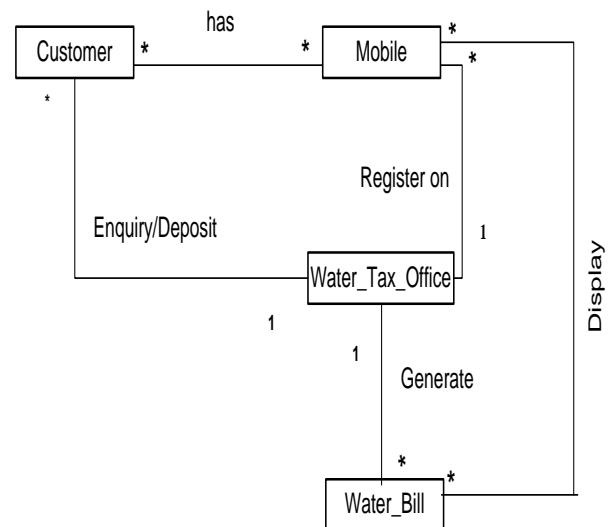 has
Customer
*
*
Mobile
*
*
*
Register on
Enquiry/Deposit
1
Water_Tax_Office
Display
1
1
Generate
*
*
Water_Bill